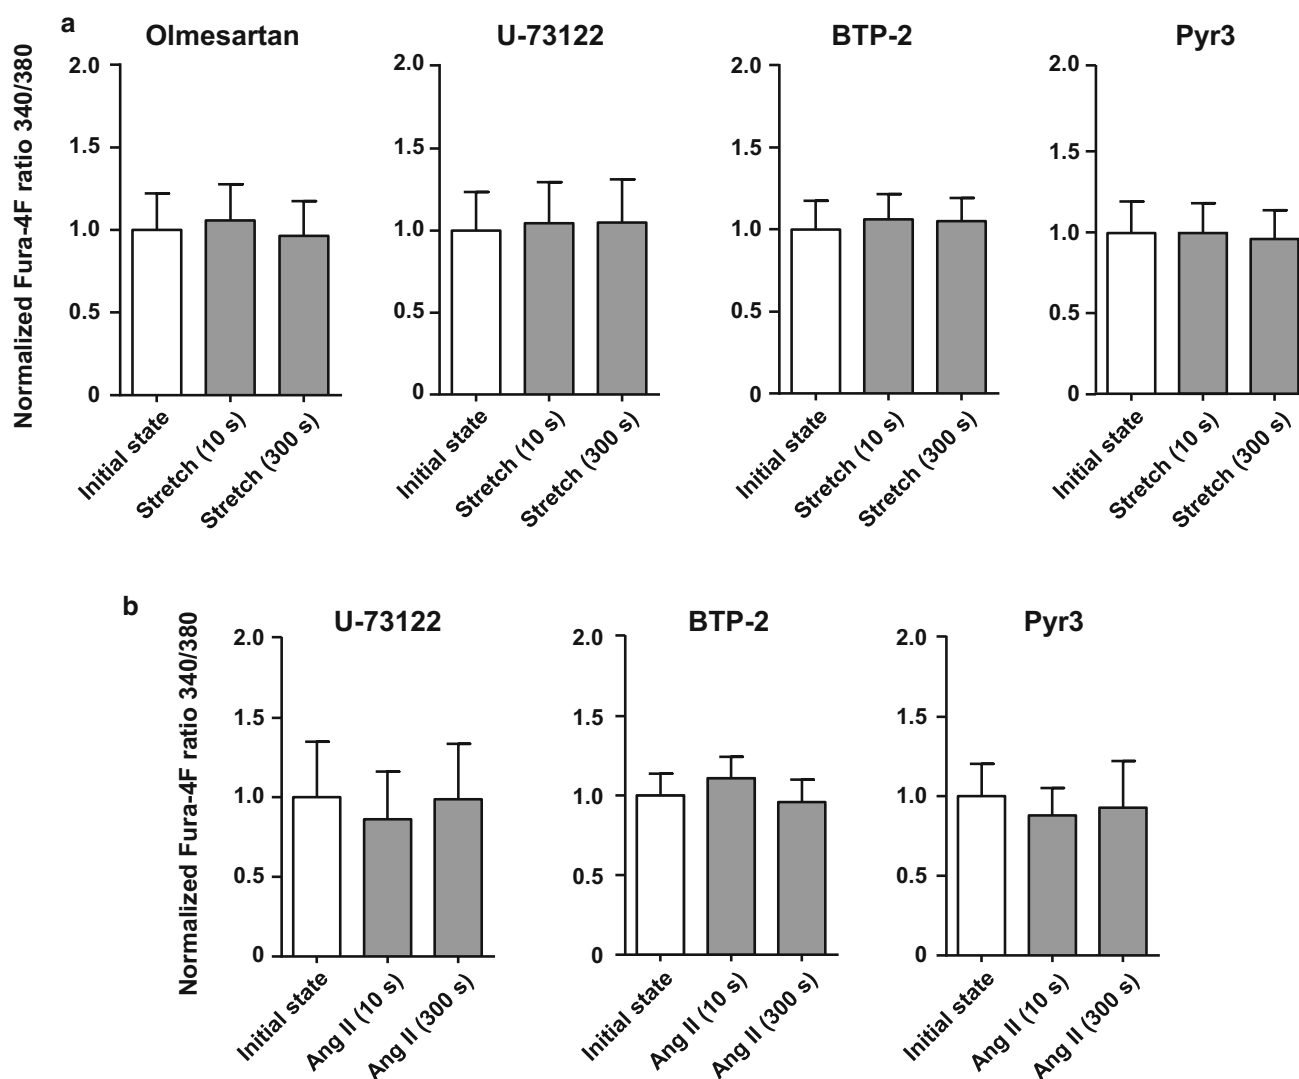 a
Olmesartan
U-73122
BTP-2
Pyr3
Normalized Fura-4F ratio 340/380
2.0
1.5
1.0
0.5
0
Initial state
Stretch (10 s)
Stretch (300 s)
2.0
1.5
1.0
0.5
0
Initial state
Stretch (10 s)
Stretch (300 s)
2.0
1.5
1.0
0.5
0
Initial state
Stretch (10 s)
Stretch (300 s)
2.0
1.5
1.0
0.5
0
Initial state
Stretch (10 s)
Stretch (300 s)
b
U-73122
BTP-2
Pyr3
Normalized Fura-4F ratio 340/380
2.0
1.5
1.0
0.5
0
Initial state
Ang II (10 s)
Ang II (300 s)
2.0
1.5
1.0
0.5
0
Initial state
Ang II (10 s)
Ang II (300 s)
2.0
1.5
1.0
0.5
0
Initial state
Ang II (10 s)
Ang II (300 s)